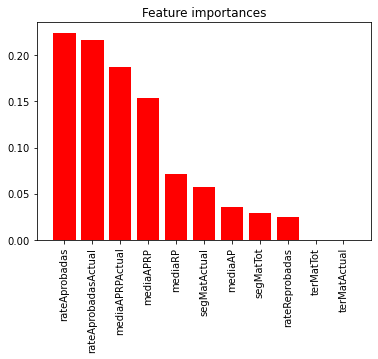 Feature importances
0.20
0.15
0.10
0.05
0.00
rateAprobadas
rateAprobadasActual
mediaAPRPActual
mediaAPRP
mediaRP
segMatActual
mediaAP
segMatTot
rateReprobadas
terMatTot
terMatActual